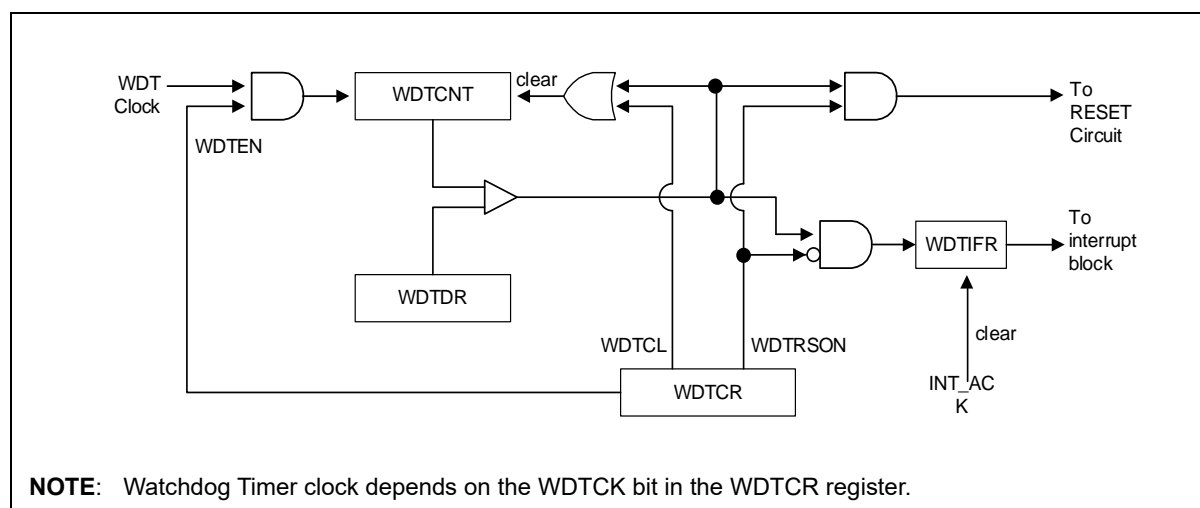 WDT
Clock
WDTEN
WDTCNT
clear
To
RESET
Circuit
To
interrupt
block
WDTIFR
WDTDR
clear
WDTCL
WDTRSON
WDTCR
INT_AC
K
NOTE: Watchdog Timer clock depends on the WDTCK bit in the WDTCR register.